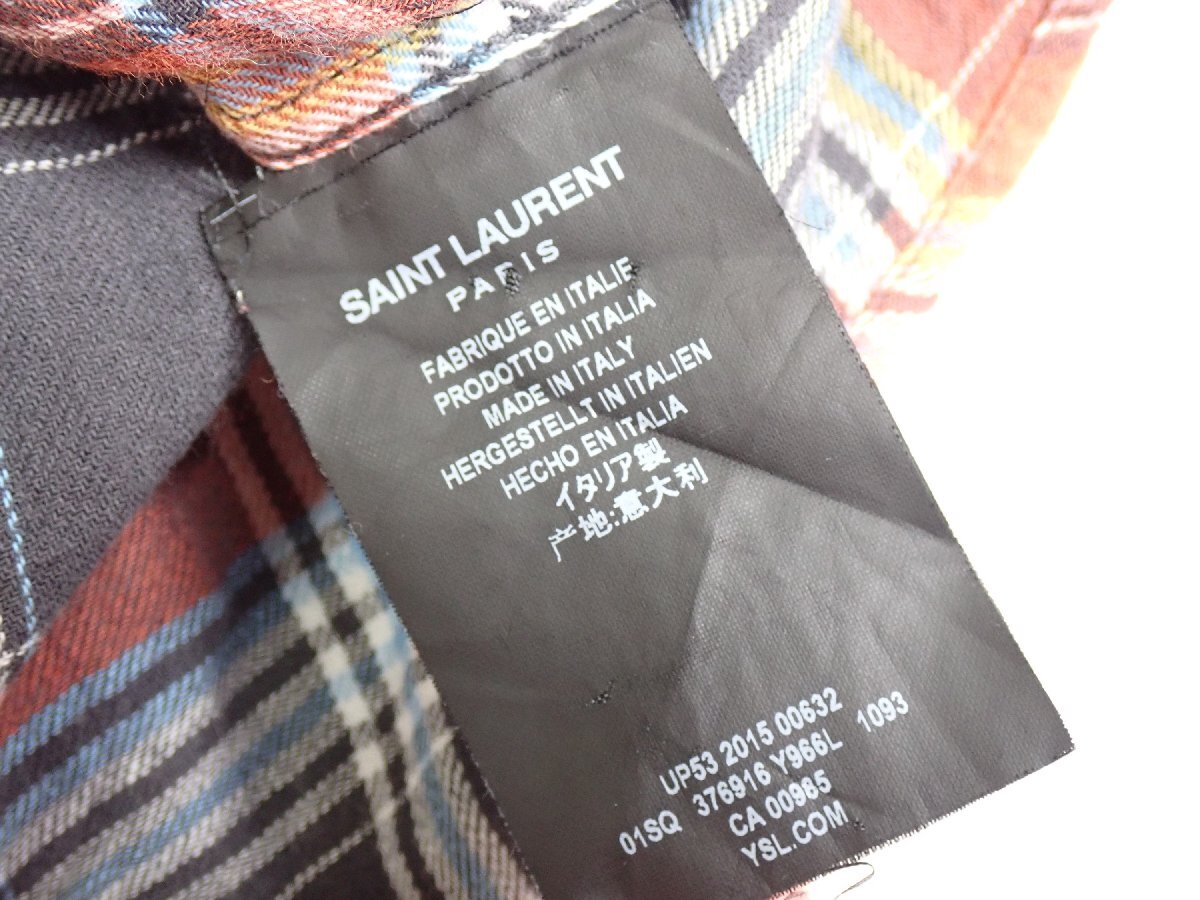 SAINT LAURENT
PARIS
FABRIQUE EN ITALIE
PRODOTTO IN ITALIA
MADE IN ITALY
HERGESTELLT IN ITALIEN
HECHO EN ITALIA
イタリア製
产地:意大利
UP53 2015 00632
01SQ 376916 Y966L 1093
CA 00985
YSL.COM